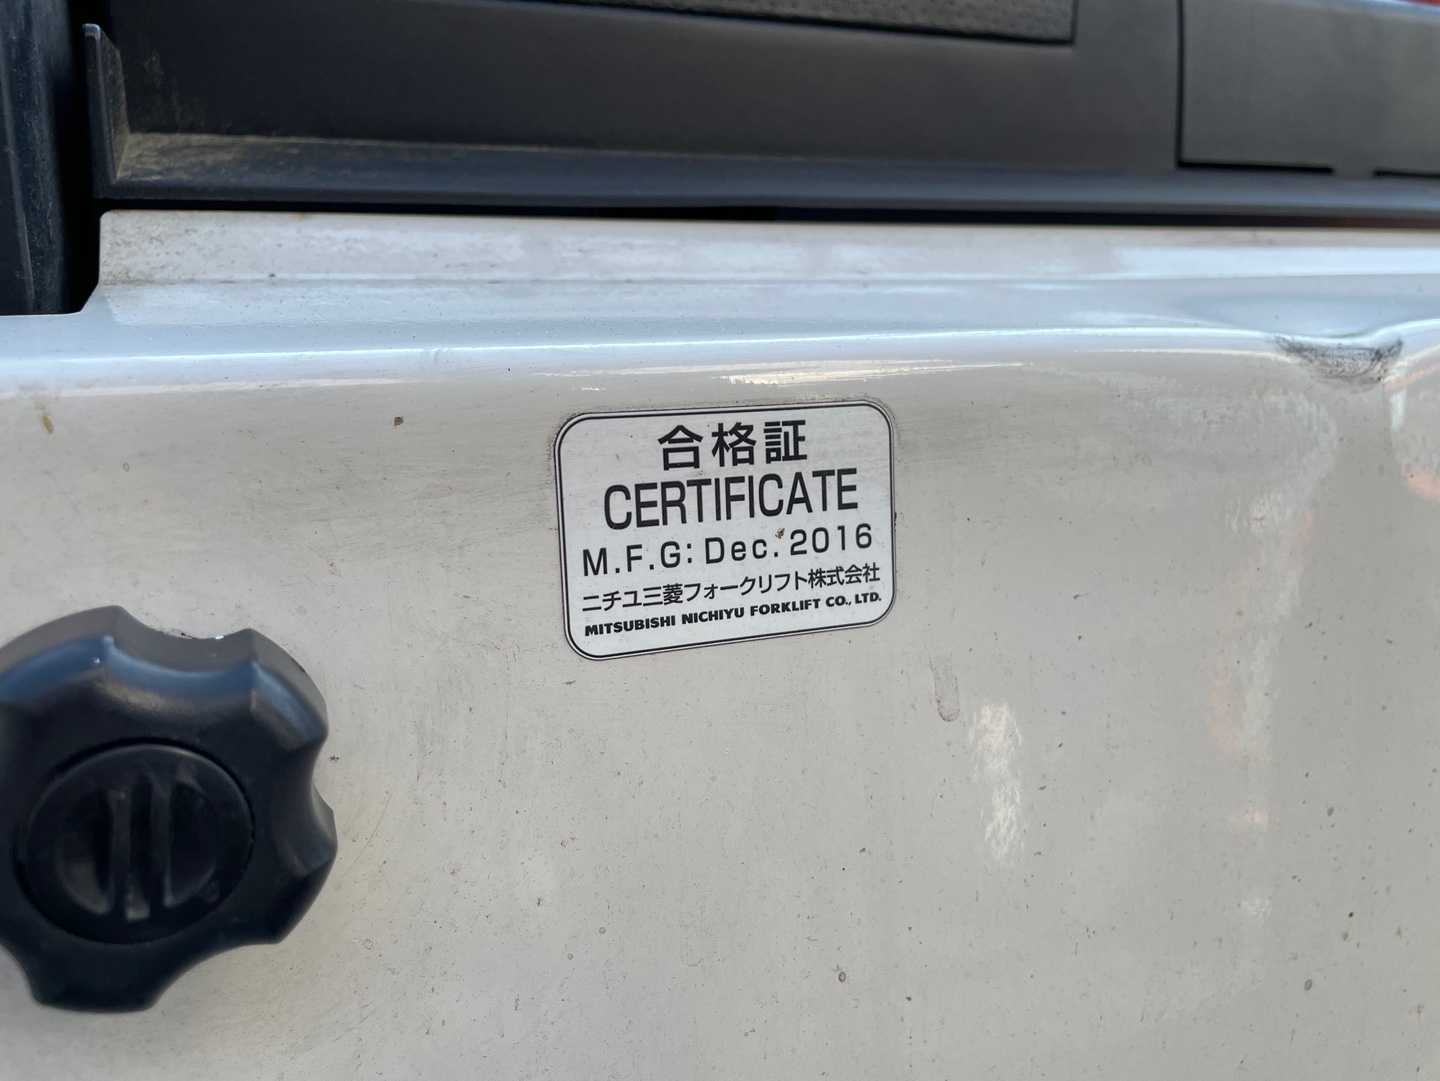 合格証
CERTIFICATE
M.F.G: Dec. 2016
ニチユ三菱フォークリフト株式会社
MITSUBISHI NICHIYU FORKLIFT CO., LTD.